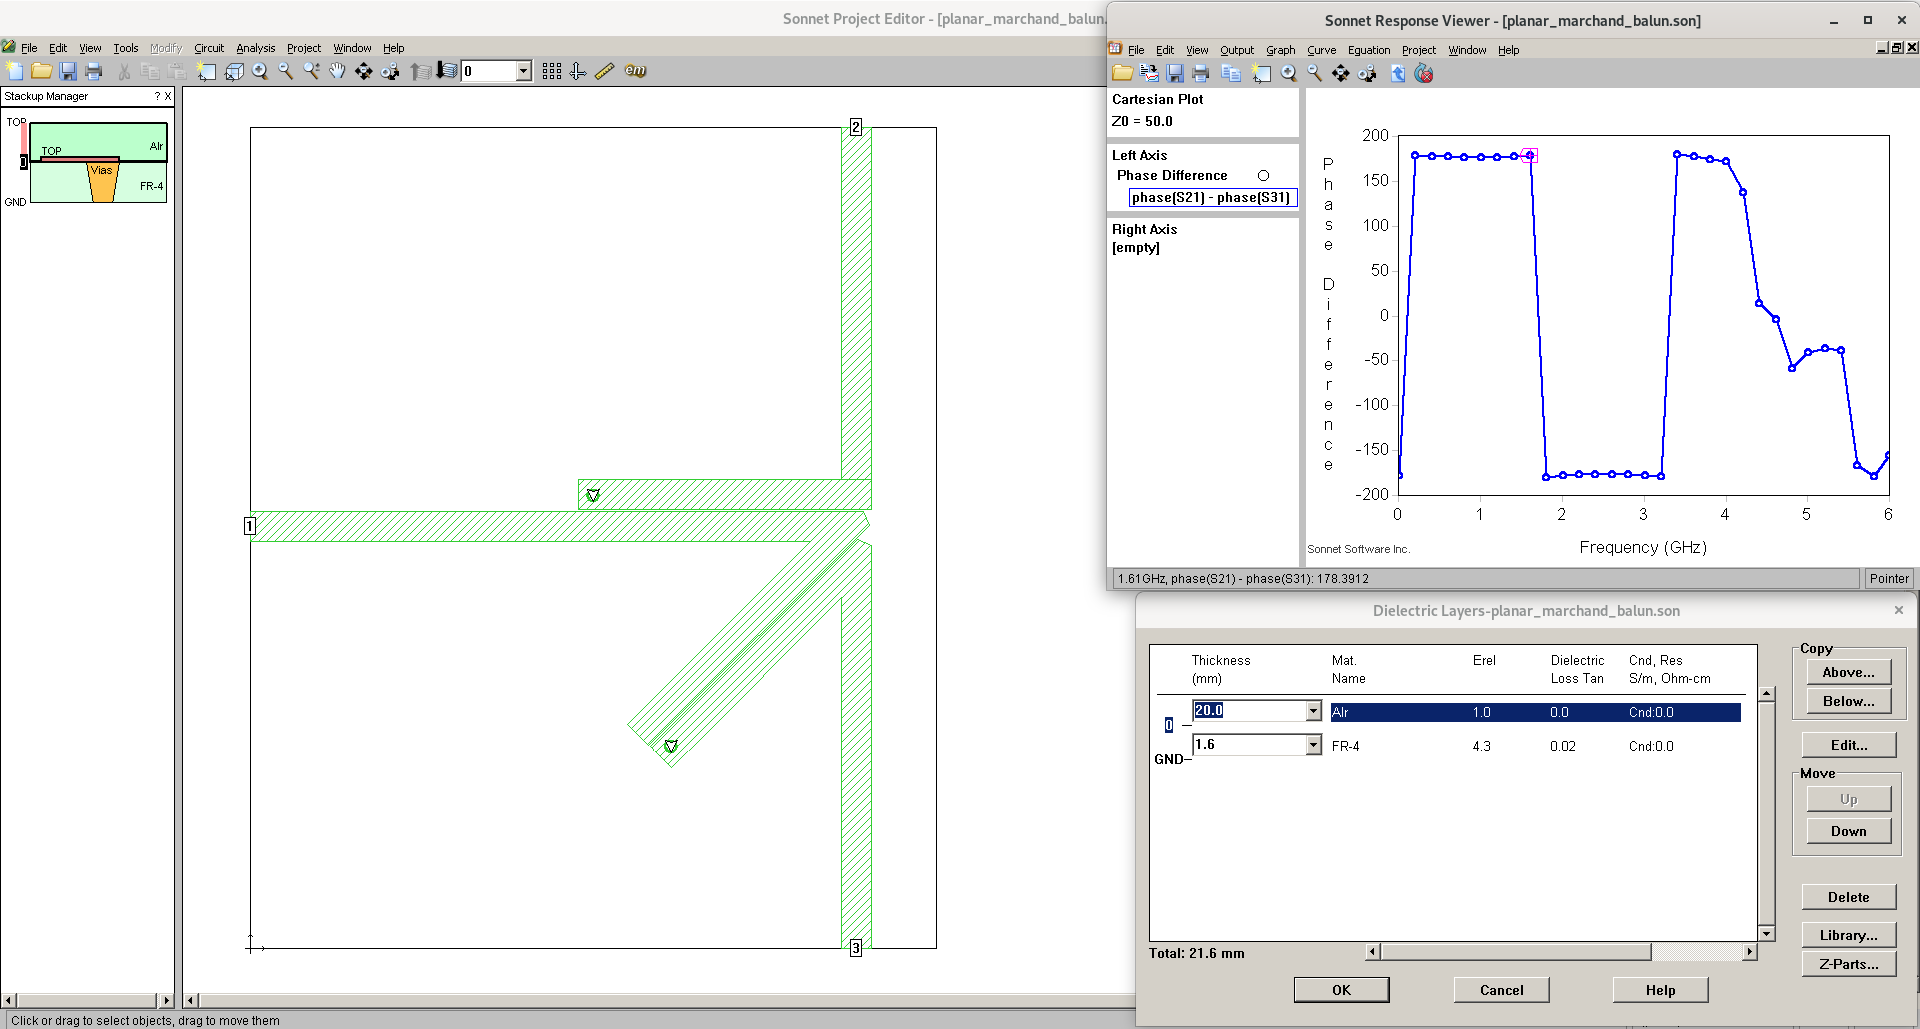 Sonnet Project Editor - [planar_marchand_balun.
File Edit View Tools Modify Circuit Analysis Project Window Help
0
em
Stackup Manager ? X
TOP
0
GND
TOP
Air
Vias
FR-4
1
2
3
Click or drag to select objects, drag to move them
Sonnet Response Viewer - [planar_marchand_balun.son]
File Edit View Output Graph Curve Equation Project Window Help
Cartesian Plot
Z0 = 50.0
Left Axis
Phase Difference
phase(S21) - phase(S31)
Right Axis
[empty]
Phase Difference
200
150
100
50
0
-50
-100
-150
-200
0 1 2 3 4 5 6
Frequency (GHz)
Sonnet Software Inc.
1.61GHz, phase(S21) - phase(S31): 178.3912
Pointer
Dielectric Layers-planar_marchand_balun.son
Thickness Mat. Erel Dielectric Cnd, Res
(mm) Name Loss Tan S/m, Ohm-cm
20.0 Air 1.0 0.0 Cnd:0.0
0
1.6 FR-4 4.3 0.02 Cnd:0.0
GND
Total: 21.6 mm
Copy
Above...
Below...
Edit...
Move
Up
Down
Delete
Library...
Z-Parts...
OK Cancel Help